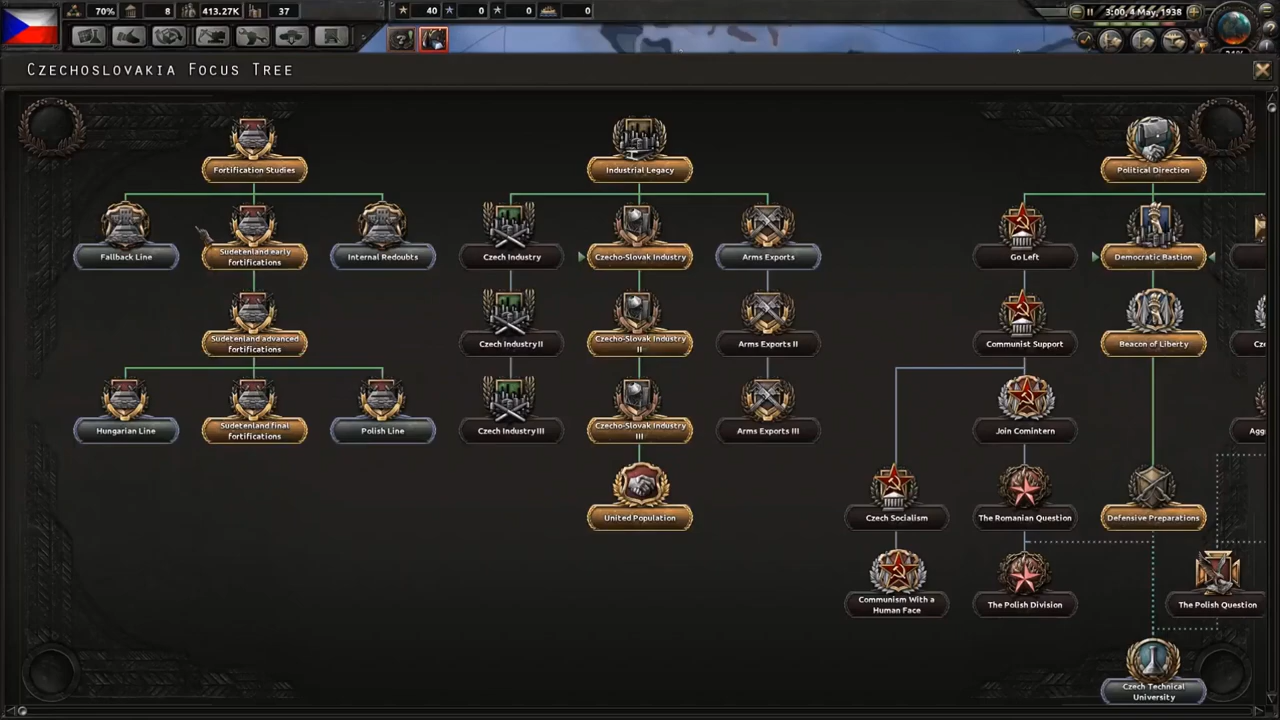 70%
8
413.27K
37
40
0
0
0
3:00, 4 May, 1938
Czechoslovakia Focus Tree
Fortification Studies
Industrial Legacy
Political Direction
Fallback Line
Sudetenland early
fortifications
Internal Redoubts
Czech Industry
Czecho-Slovak Industry
Arms Exports
Go Left
Democratic Bastion
Sudetenland advanced
fortifications
Czech Industry II
Czecho-Slovak Industry
II
Arms Exports II
Communist Support
Beacon of Liberty
Hungarian Line
Sudetenland final
fortifications
Polish Line
Czech Industry III
Czecho-Slovak Industry
III
Arms Exports III
Join Comintern
United Population
Czech Socialism
The Romanian Question
Defensive Preparations
Communism With a
Human Face
The Polish Division
The Polish Question
Czech Technical
University